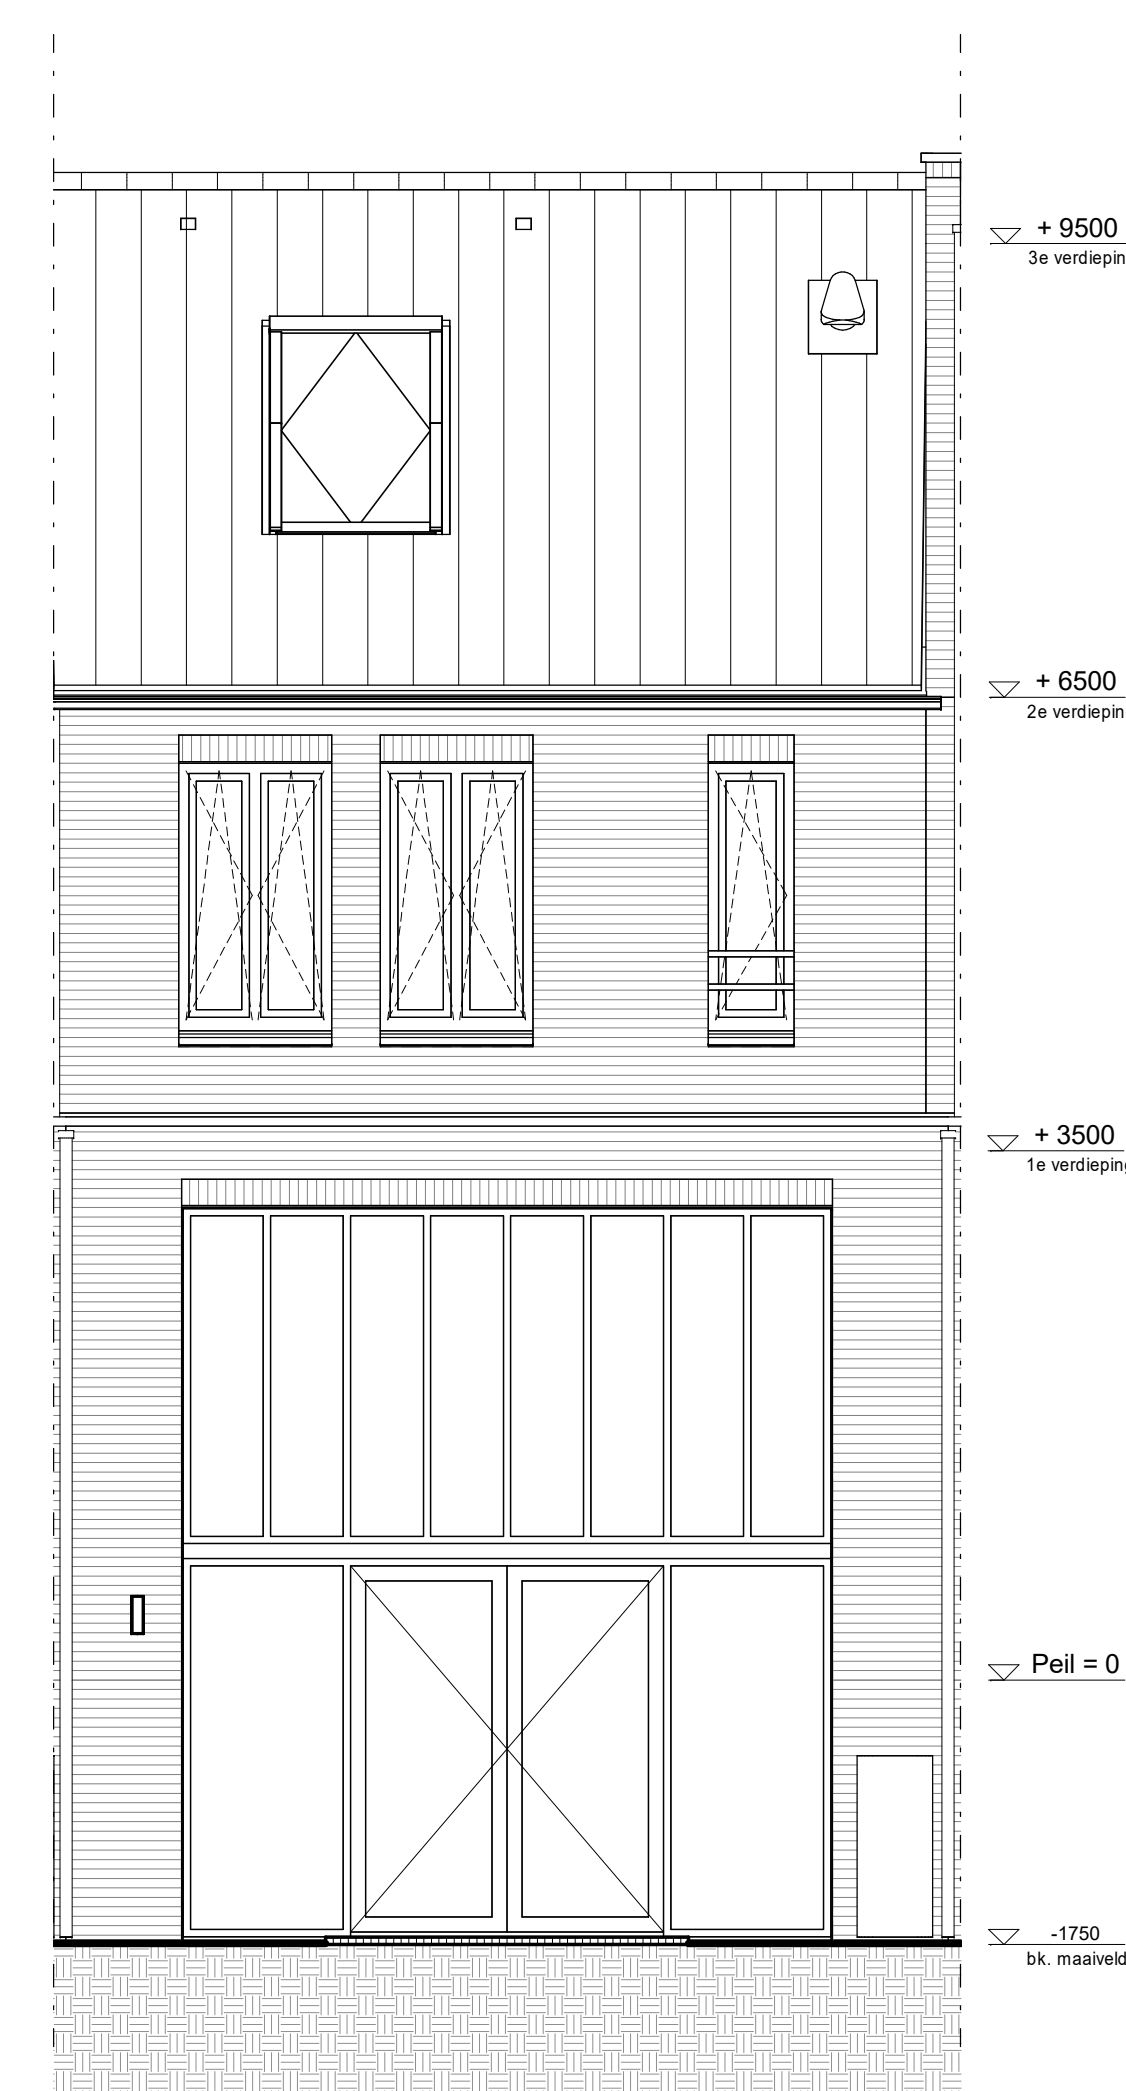 + 9500
3e verdiepin
+ 6500
2e verdiepin
+ 3500
1e verdieping
Peil = 0
-1750
bk. maaiveld